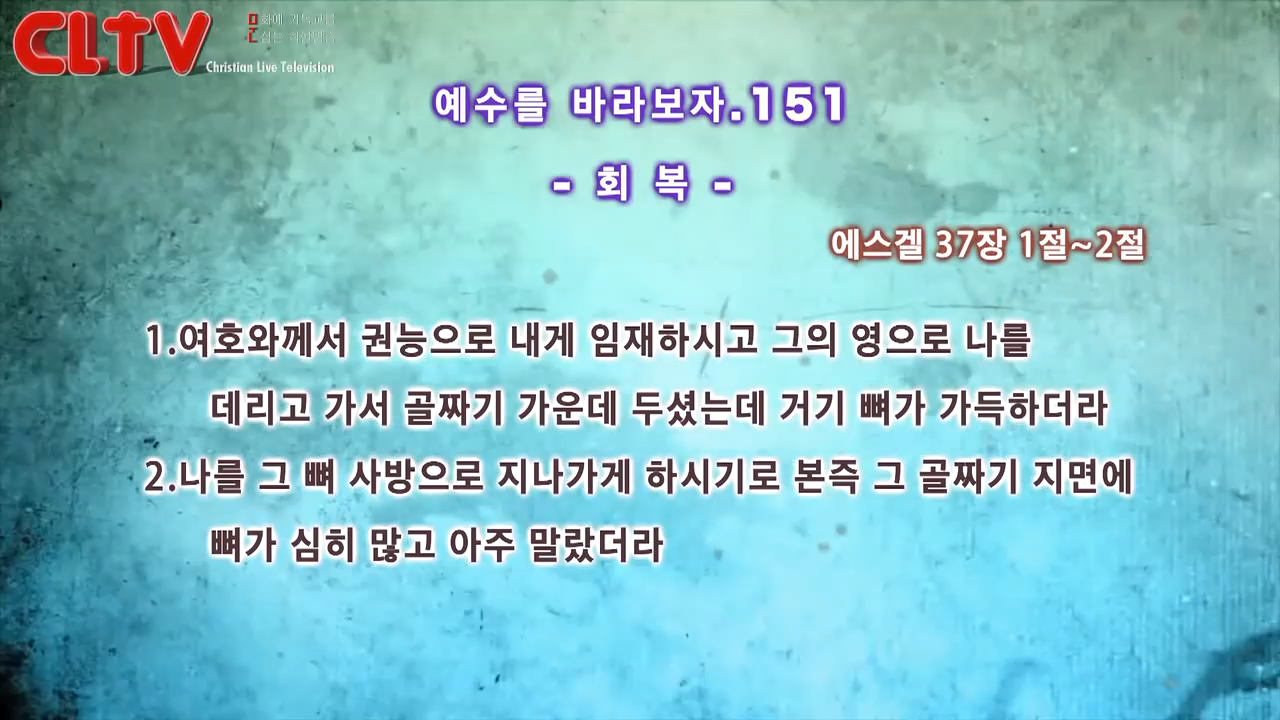 CLTV
Christian Live Television
예수를 바라보자.151
- 회 복 -
에스겔 37장 1절~2절
1.여호와께서 권능으로 내게 임재하시고 그의 영으로 나를
데리고 가서 골짜기 가운데 두셨는데 거기 뼈가 가득하더라
2.나를 그 뼈 사방으로 지나가게 하시기로 본즉 그 골짜기 지면에
뼈가 심히 많고 아주 말랐더라